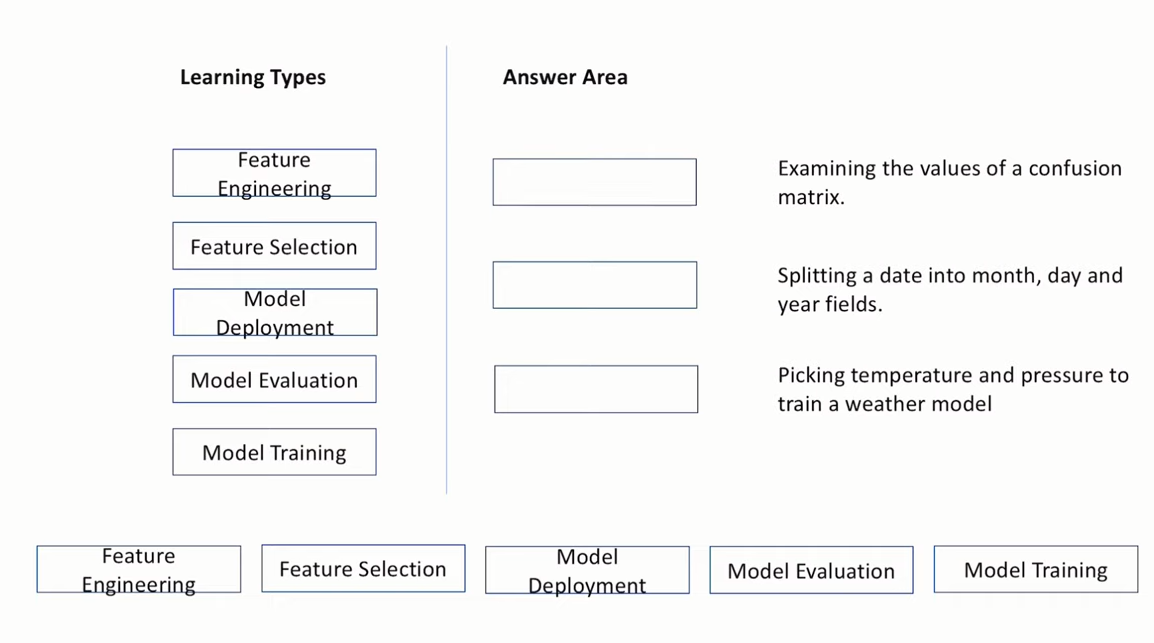 Learning Types
Answer Area
Feature
Engineering
Feature Selection
Model
Deployment
Model Evaluation
Model Training
Examining the values of a confusion
matrix.
Splitting a date into month, day and
year fields.
Picking temperature and pressure to
train a weather model
Feature
Engineering
Feature Selection
Model
Deployment
Model Evaluation
Model Training